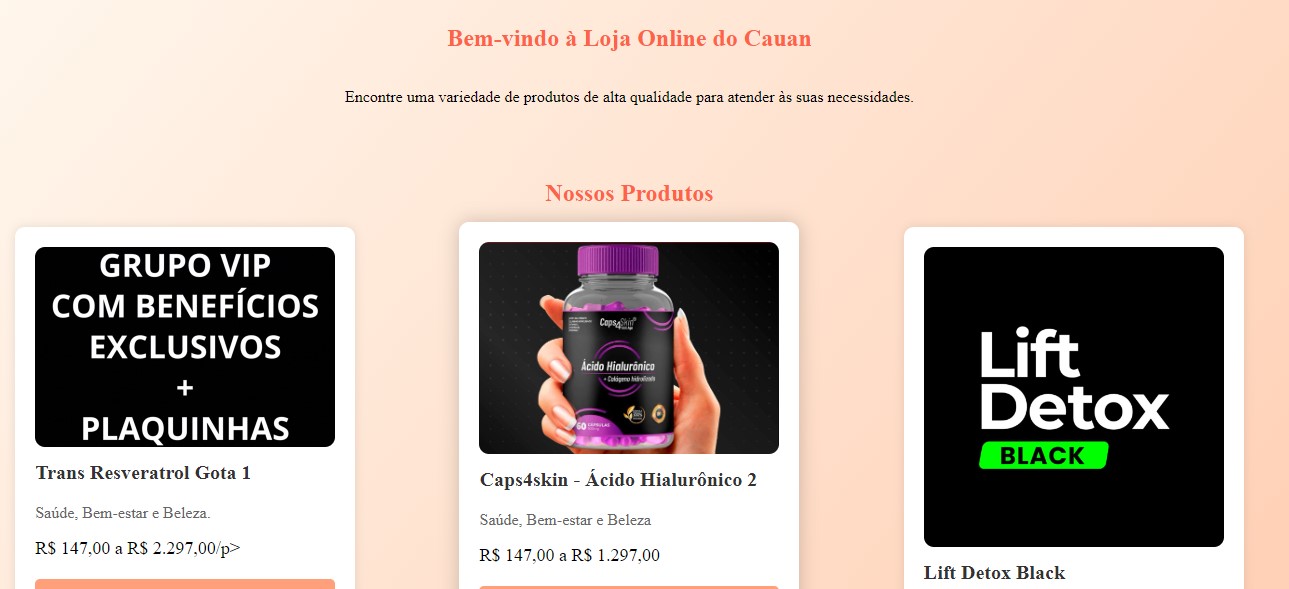 Bem-vindo à Loja Online do Cauan
Encontre uma variedade de produtos de alta qualidade para atender às suas necessidades.
Nossos Produtos
GRUPO VIP
COM BENEFÍCIOS
EXCLUSIVOS
+
PLAQUINHAS
Trans Resveratrol Gota 1
Saúde, Bem-estar e Beleza.
R$ 147,00 a R$ 2.297,00/p>
Caps4Skin
Ácido Hialurônico
+ Colágeno hidrolizado
60 CÁPSULAS
Caps4skin - Ácido Hialurônico 2
Saúde, Bem-estar e Beleza
R$ 147,00 a R$ 1.297,00
Lift
Detox
BLACK
Lift Detox Black